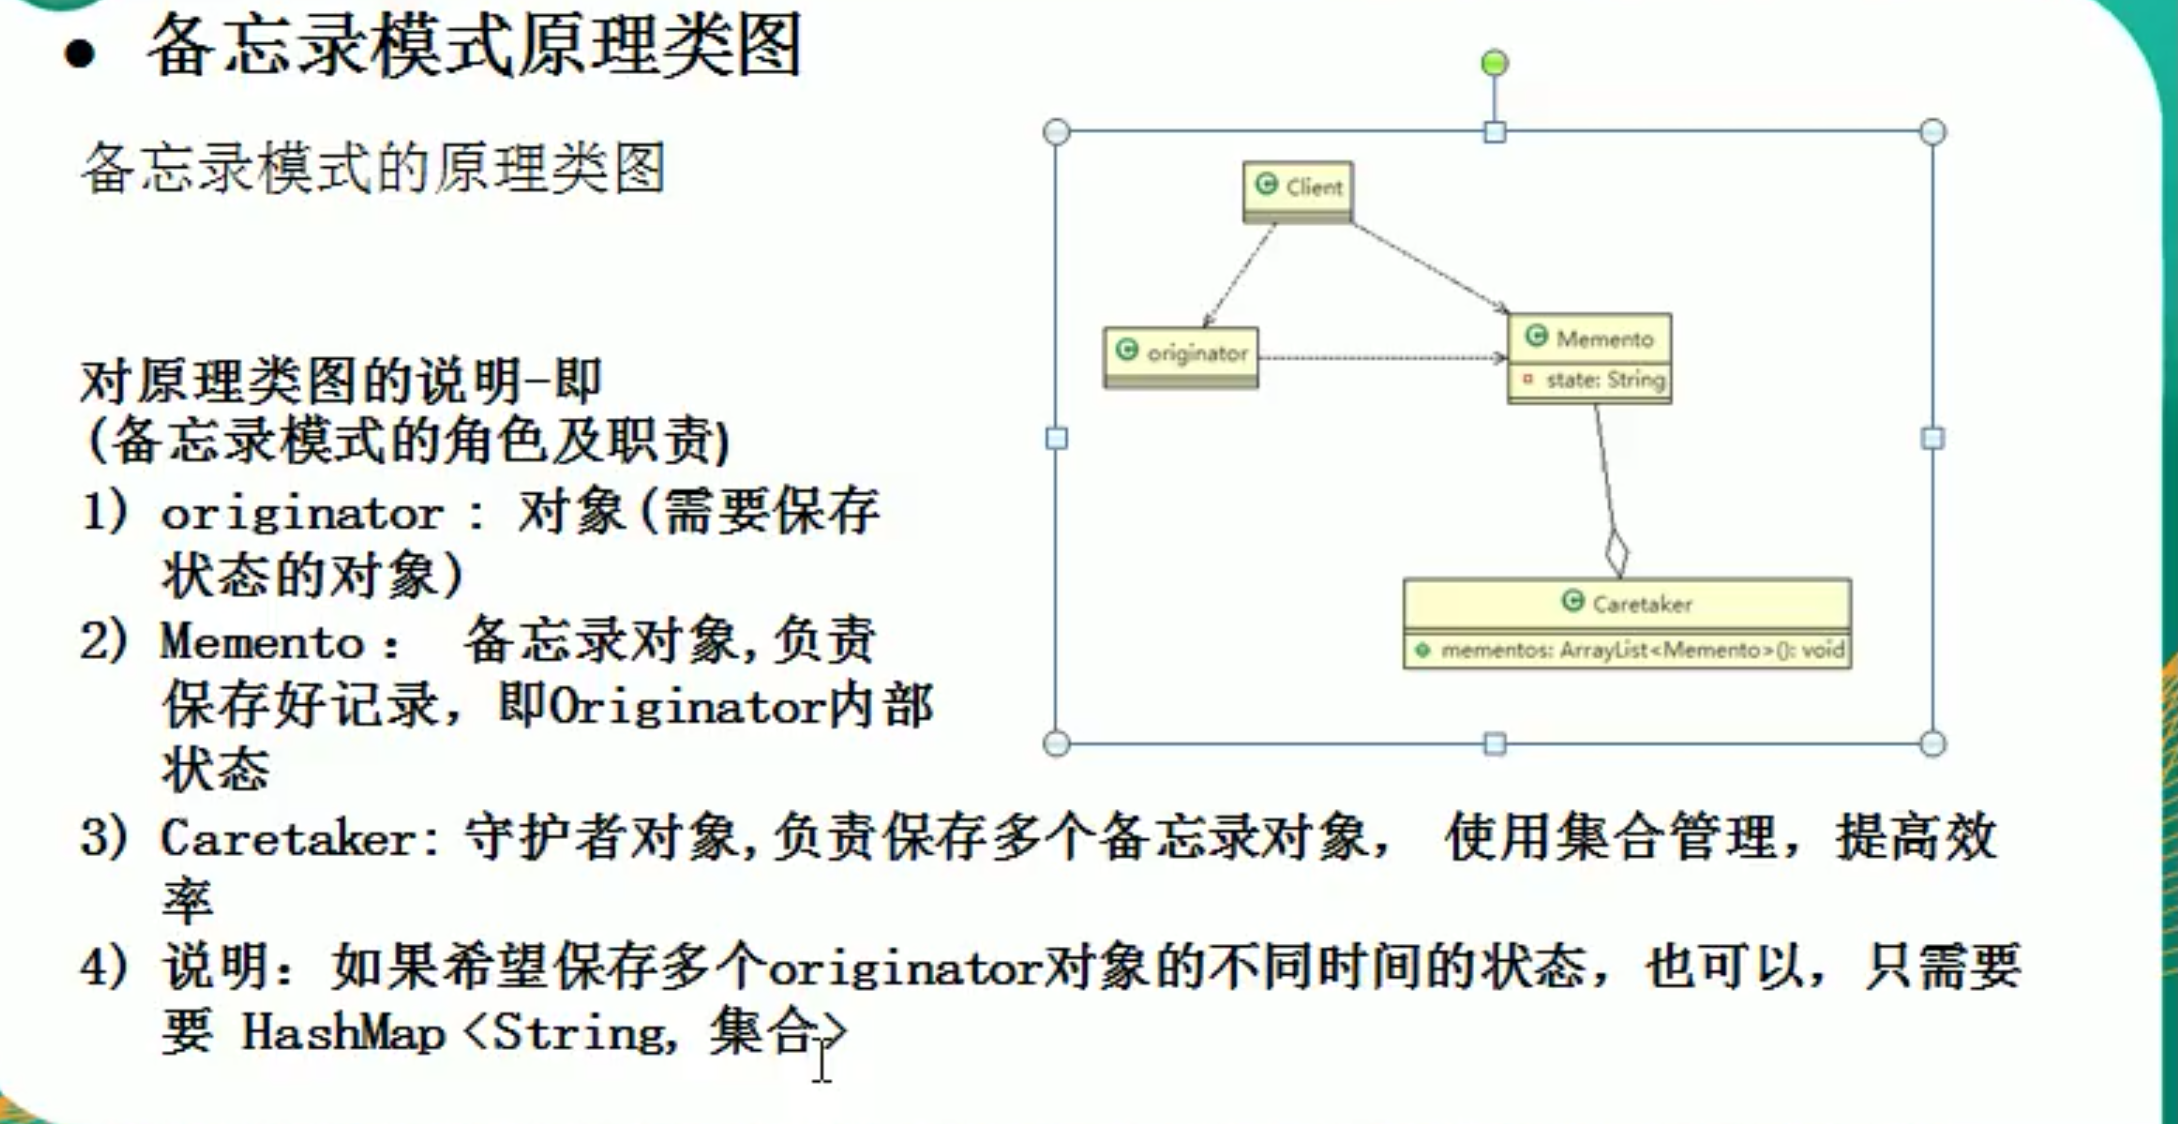 ● 备忘录模式原理类图
备忘录模式的原理类图
对原理类图的说明-即
(备忘录模式的角色及职责)
1) originator : 对象(需要保存
状态的对象)
2) Memento : 备忘录对象,负责
保存好记录，即Originator内部
状态
3) Caretaker: 守护者对象,负责保存多个备忘录对象， 使用集合管理，提高效
率
4) 说明：如果希望保存多个originator对象的不同时间的状态，也可以，只需要
要 HashMap <String, 集合>
C Client
C originator
C Memento
state: String
C Caretaker
mementos: ArrayList<Memento>(): void